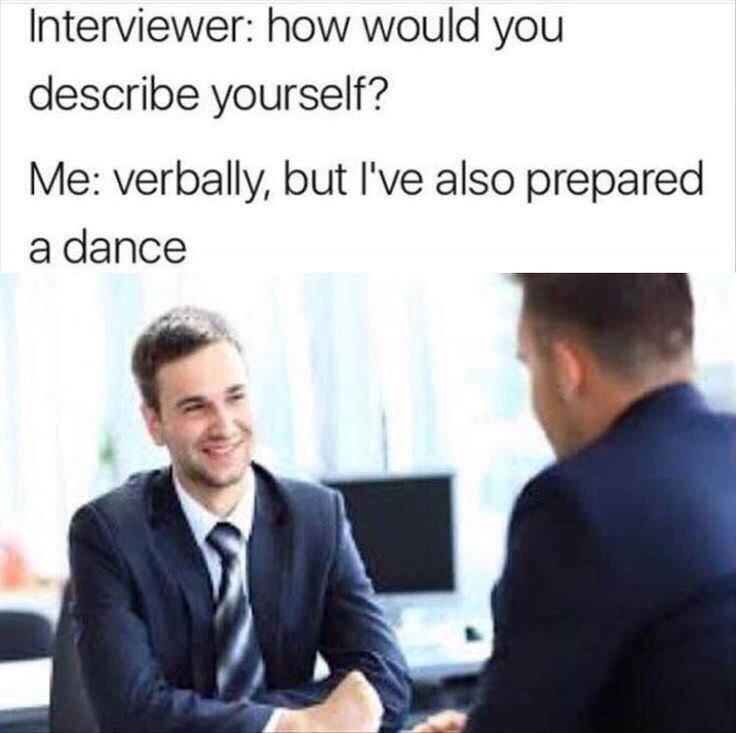 Interviewer: how would you
describe yourself?
Me: verbally, but I've also prepared
a dance